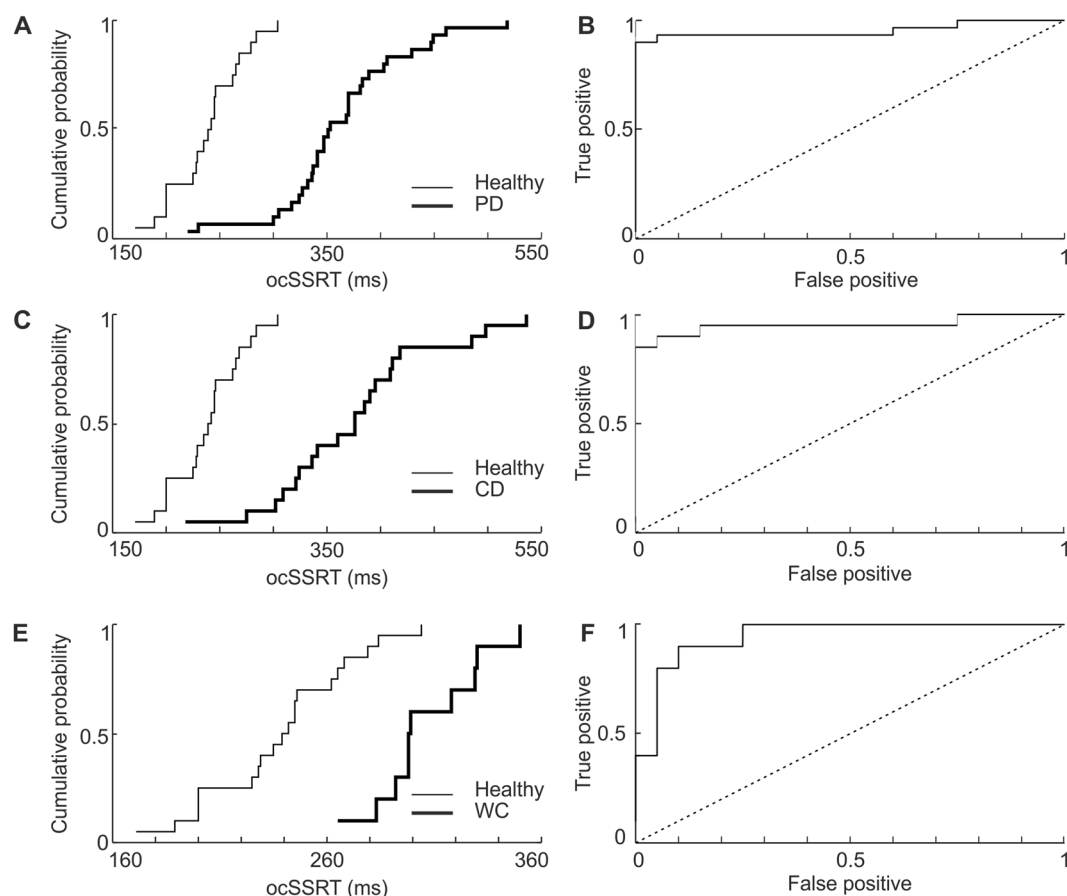 A
Cumulative probability
1
0.5
0
Healthy
PD
150
350
550
ocSSRT (ms)
B
True positive
1
0.5
0
0
0.5
1
False positive
C
Cumulative probability
1
0.5
0
Healthy
CD
150
350
550
ocSSRT (ms)
D
True positive
1
0.5
0
0
0.5
1
False positive
E
Cumulative probability
1
0.5
0
Healthy
WC
160
260
360
ocSSRT (ms)
F
True positive
1
0.5
0
0
0.5
1
False positive